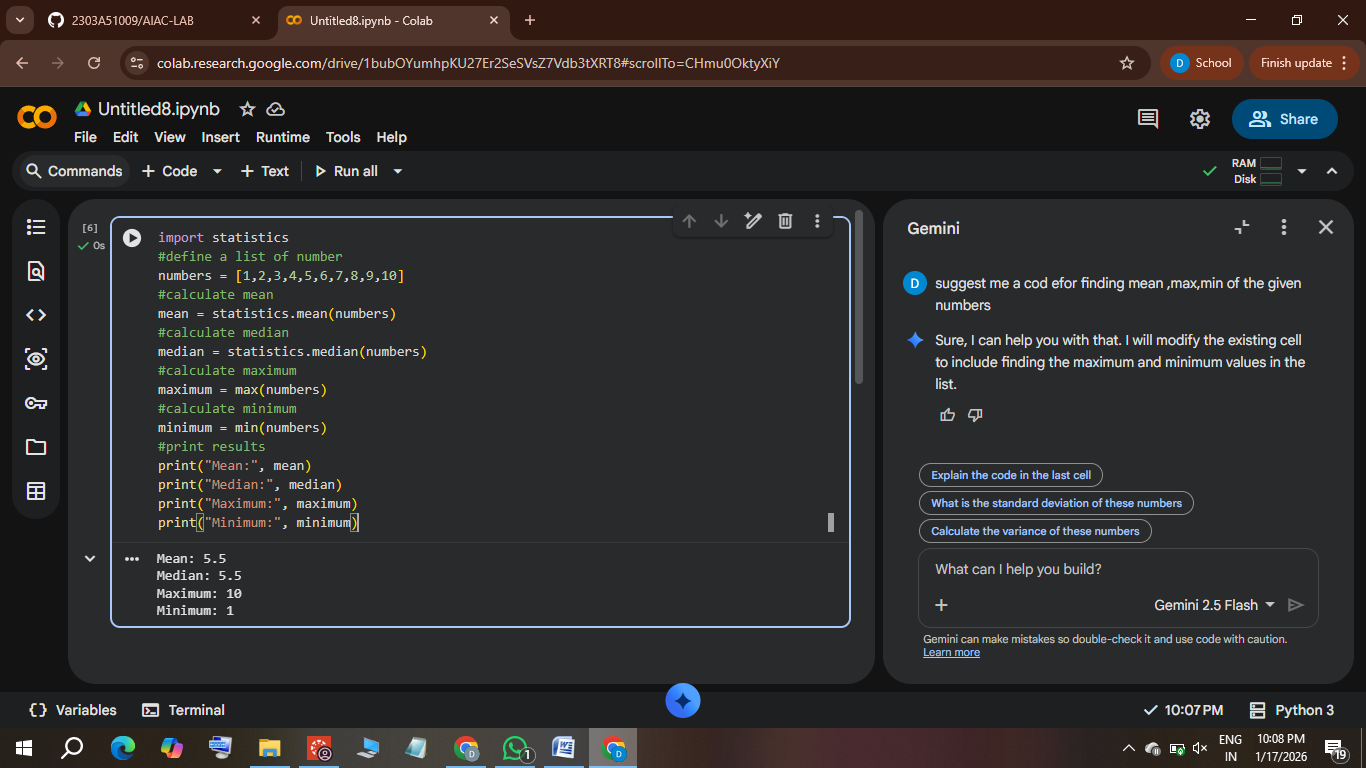 2303A51009/AIAC-LAB
Untitled8.ipynb - Colab
colab.research.google.com/drive/1bubOYumhpKU27Er2SeSVsZ7Vdb3tXRT8#scrollTo=CHmu0OktyXiY
D School
Finish update
Untitled8.ipynb
File Edit View Insert Runtime Tools Help
Share
Commands + Code + Text Run all
RAM
Disk
[6]
0s
import statistics
#define a list of number
numbers = [1,2,3,4,5,6,7,8,9,10]
#calculate mean
mean = statistics.mean(numbers)
#calculate median
median = statistics.median(numbers)
#calculate maximum
maximum = max(numbers)
#calculate minimum
minimum = min(numbers)
#print results
print("Mean:", mean)
print("Median:", median)
print("Maximum:", maximum)
print("Minimum:", minimum)
Mean: 5.5
Median: 5.5
Maximum: 10
Minimum: 1
Gemini
D
suggest me a cod efor finding mean ,max,min of the given
numbers
Sure, I can help you with that. I will modify the existing cell
to include finding the maximum and minimum values in the
list.
Explain the code in the last cell
What is the standard deviation of these numbers
Calculate the variance of these numbers
What can I help you build?
Gemini 2.5 Flash
Gemini can make mistakes so double-check it and use code with caution.
Learn more
Variables
Terminal
10:07 PM
Python 3
D
1
D
ENG
IN
10:08 PM
1/17/2026
19